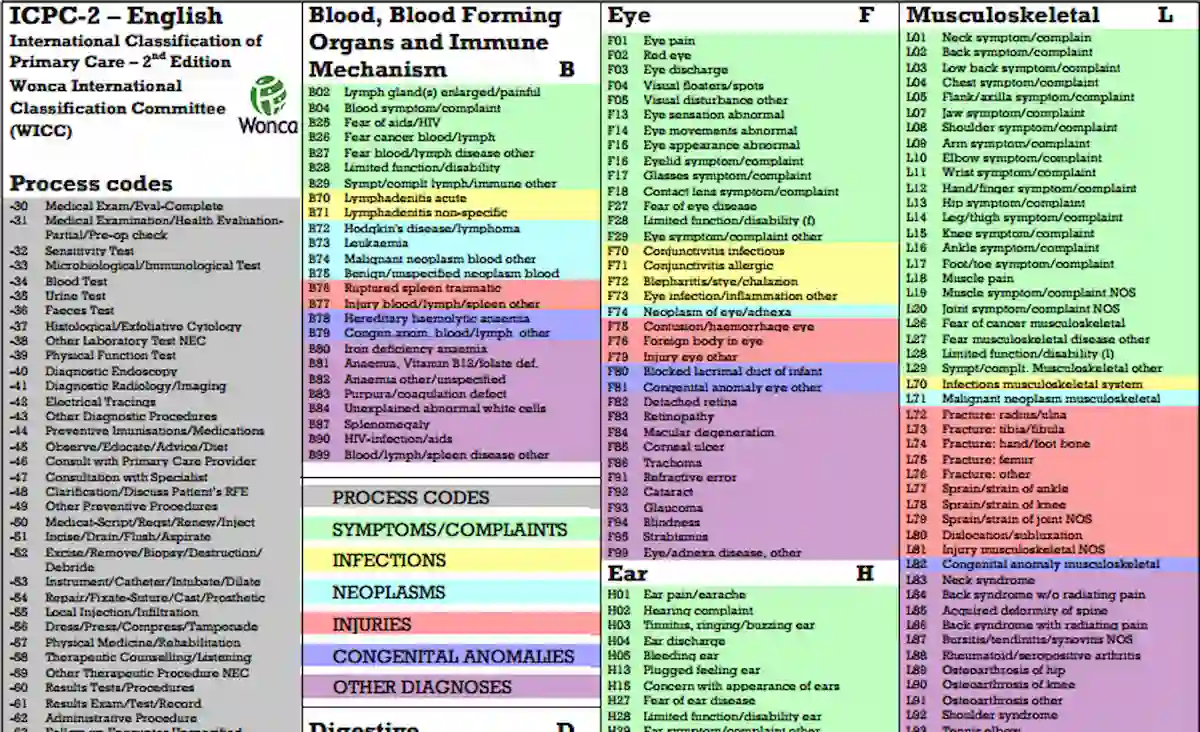 ICPC-2 – English
International Classification of
Primary Care – 2nd Edition
Wonca International
Classification Committee
(WICC)
Wonca
Process codes
-30 Medical Exam/Eval-Complete
-31 Medical Examination/Health Evaluation-
Partial/Pre-op check
-32 Sensitivity Test
-33 Microbiological/Immunological Test
-34 Blood Test
-35 Urine Test
-36 Faeces Test
-37 Histological/Exfoliative Cytology
-38 Other Laboratory Test NEC
-39 Physical Function Test
-40 Diagnostic Endoscopy
-41 Diagnostic Radiology/Imaging
-42 Electrical Tracings
-43 Other Diagnostic Procedures
-44 Preventive Imunisations/Medications
-45 Observe/Educate/Advice/Diet
-46 Consult with Primary Care Provider
-47 Consultation with Specialist
-48 Clarification/Discuss Patient's RFE
-49 Other Preventive Procedures
-50 Medicat-Script/Reqst/Renew/Inject
-51 Incise/Drain/Flush/Aspirate
-52 Excise/Remove/Biopsy/Destruction/
Debride
-53 Instrument/Catheter/Intubate/Dilate
-54 Repair/Fixate-Suture/Cast/Prosthetic
-55 Local Injection/Infiltration
-56 Dress/Press/Compress/Tamponade
-57 Physical Medicine/Rehabilitation
-58 Therapeutic Counselling/Listening
-59 Other Therapeutic Procedure NEC
-60 Results Tests/Procedures
-61 Results Exam/Test/Record
-62 Administrative Procedure
Blood, Blood Forming
Organs and Immune
Mechanism B
B02 Lymph gland(s) enlarged/painful
B04 Blood symptom/complaint
B25 Fear of aids/HIV
B26 Fear cancer blood/lymph
B27 Fear blood/lymph disease other
B28 Limited function/disability
B29 Sympt/complt lymph/immune other
B70 Lymphadenitis acute
B71 Lymphadenitis non-specific
B72 Hodgkin's disease/lymphoma
B73 Leukaemia
B74 Malignant neoplasm blood other
B75 Benign/unspecified neoplasm blood
B76 Ruptured spleen traumatic
B77 Injury blood/lymph/spleen other
B78 Hereditary haemolytic anaemia
B79 Congen.anom. blood/lymph other
B80 Iron deficiency anaemia
B81 Anaemia, Vitamin B12/folate def.
B82 Anaemia other/unspecified
B83 Purpura/coagulation defect
B84 Unexplained abnormal white cells
B87 Splenomegaly
B90 HIV-infection/aids
B99 Blood/lymph/spleen disease other
PROCESS CODES
SYMPTOMS/COMPLAINTS
INFECTIONS
NEOPLASMS
INJURIES
CONGENITAL ANOMALIES
OTHER DIAGNOSES
Digestive D
Eye F
F01 Eye pain
F02 Red eye
F03 Eye discharge
F04 Visual floaters/spots
F05 Visual disturbance other
F13 Eye sensation abnormal
F14 Eye movements abnormal
F15 Eye appearance abnormal
F16 Eyelid symptom/complaint
F17 Glasses symptom/complaint
F18 Contact lens symptom/complaint
F27 Fear of eye disease
F28 Limited function/disability (f)
F29 Eye symptom/complaint other
F70 Conjunctivitis infectious
F71 Conjunctivitis allergic
F72 Blepharitis/stye/chalazion
F73 Eye infection/inflammation other
F74 Neoplasm of eye/adnexa
F75 Contusion/haemorrhage eye
F76 Foreign body in eye
F79 Injury eye other
F80 Blocked lacrimal duct of infant
F81 Congenital anomaly eye other
F82 Detached retina
F83 Retinopathy
F84 Macular degeneration
F85 Corneal ulcer
F86 Trachoma
F91 Refractive error
F92 Cataract
F93 Glaucoma
F94 Blindness
F95 Strabismus
F99 Eye/adnexa disease, other
Ear H
H01 Ear pain/earache
H02 Hearing complaint
H03 Tinnitus, ringing/buzzing ear
H04 Ear discharge
H05 Bleeding ear
H13 Plugged feeling ear
H15 Concern with appearance of ears
H27 Fear of ear disease
H28 Limited function/disability ear
H29 Ear symptom/complaint other
Musculoskeletal L
L01 Neck symptom/complain
L02 Back symptom/complaint
L03 Low back symptom/complaint
L04 Chest symptom/complaint
L05 Flank/axilla symptom/complaint
L07 Jaw symptom/complaint
L08 Shoulder symptom/complaint
L09 Arm symptom/complaint
L10 Elbow symptom/complaint
L11 Wrist symptom/complaint
L12 Hand/finger symptom/complaint
L13 Hip symptom/complaint
L14 Leg/thigh symptom/complaint
L15 Knee symptom/complaint
L16 Ankle symptom/complaint
L17 Foot/toe symptom/complaint
L18 Muscle pain
L19 Muscle symptom/complaint NOS
L20 Joint symptom/complaint NOS
L26 Fear of cancer musculoskeletal
L27 Fear musculoskeletal disease other
L28 Limited function/disability (l)
L29 Sympt/complt. Musculoskeletal other
L70 Infections musculoskeletal system
L71 Malignant neoplasm musculoskeletal
L72 Fracture: radius/ulna
L73 Fracture: tibia/fibula
L74 Fracture: hand/foot bone
L75 Fracture: femur
L76 Fracture: other
L77 Sprain/strain of ankle
L78 Sprain/strain of knee
L79 Sprain/strain of joint NOS
L80 Dislocation/subluxation
L81 Injury musculoskeletal NOS
L82 Congenital anomaly musculoskeletal
L83 Neck syndrome
L84 Back syndrome w/o radiating pain
L85 Acquired deformity of spine
L86 Back syndrome with radiating pain
L87 Bursitis/tendinitis/synovitis NOS
L88 Rheumatoid/seropositive arthritis
L89 Osteoarthrosis of hip
L90 Osteoarthrosis of knee
L91 Osteoarthrosis other
L92 Shoulder syndrome
L93 Tennis elbow